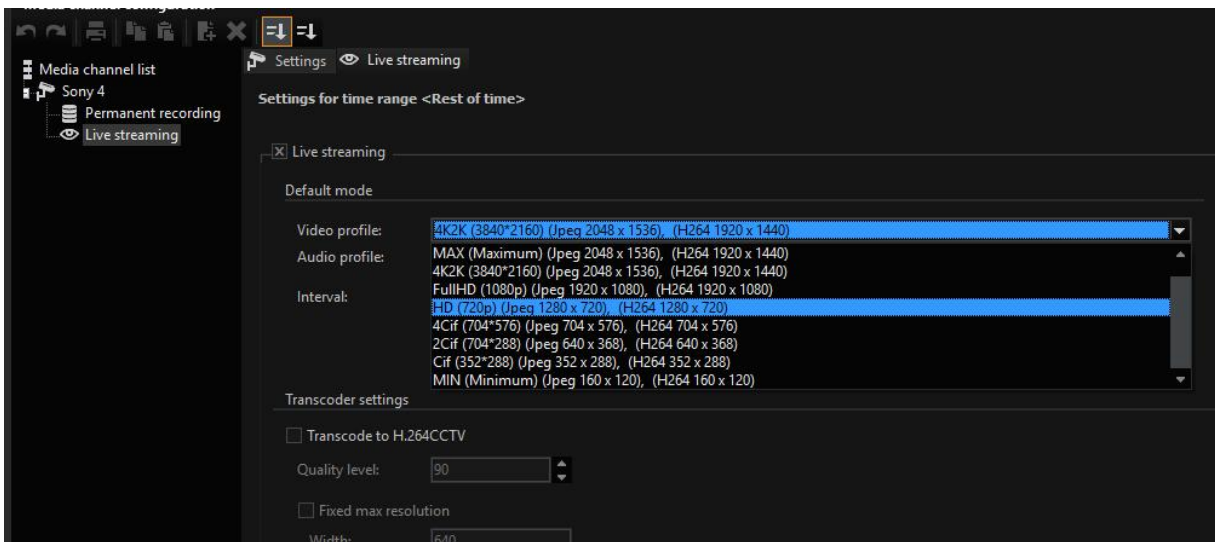 Media channel configuration
Media channel list
Sony 4
Permanent recording
Live streaming
Settings Live streaming
Settings for time range <Rest of time>
Live streaming
Default mode
Video profile: 4K2K (3840*2160) (Jpeg 2048 x 1536), (H264 1920 x 1440)
Audio profile: MAX (Maximum) (Jpeg 2048 x 1536), (H264 1920 x 1440)
4K2K (3840*2160) (Jpeg 2048 x 1536), (H264 1920 x 1440)
Interval: FullHD (1080p) (Jpeg 1920 x 1080), (H264 1920 x 1080)
HD (720p) (Jpeg 1280 x 720), (H264 1280 x 720)
4Cif (704*576) (Jpeg 704 x 576), (H264 704 x 576)
2Cif (704*288) (Jpeg 640 x 368), (H264 640 x 368)
Cif (352*288) (Jpeg 352 x 288), (H264 352 x 288)
MIN (Minimum) (Jpeg 160 x 120), (H264 160 x 120)
Transcoder settings
Transcode to H.264CCTV
Quality level: 90
Fixed max resolution
Width: 640